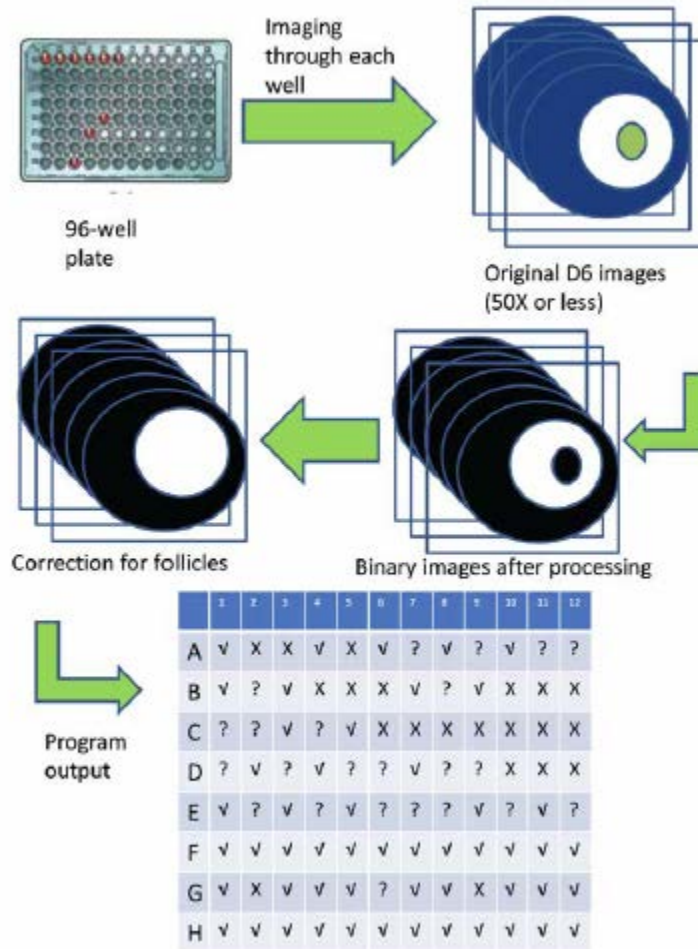 Imaging
through each
well
96-well
plate
Original D6 images
(50X or less)
Correction for follicles
Binary images after processing
Program
output
1 2 3 4 5 6 7 8 9 10 11 12
A √ X X √ X √ ? √ ? √ ? ?
B √ ? √ X X X √ ? √ X X X
C ? ? √ ? √ X X X X X X X
D ? √ ? √ ? ? √ ? ? X X X
E √ ? √ ? √ ? ? ? √ ? √ ?
F √ √ √ √ √ √ √ √ √ √ √ √
G √ X √ √ √ ? √ √ X √ √ √
H √ √ √ √ √ √ √ √ √ √ √ √